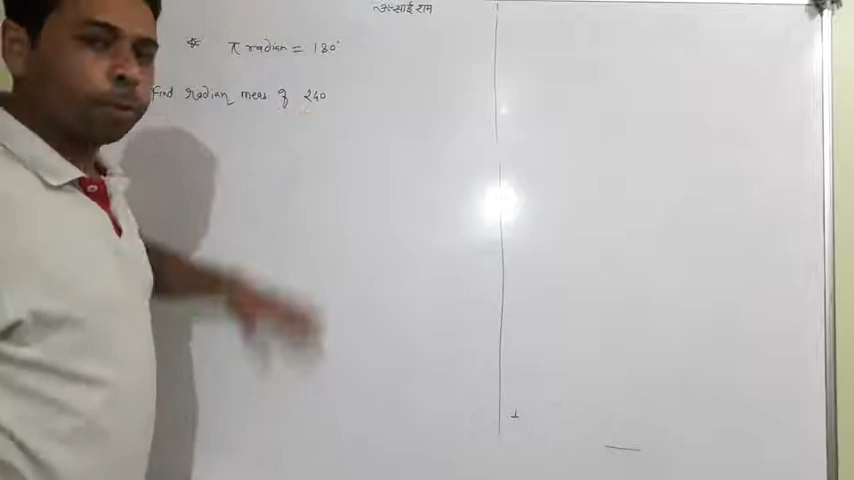 ॐ साई राम
* π radian = 180°
Find radian meas. of 240